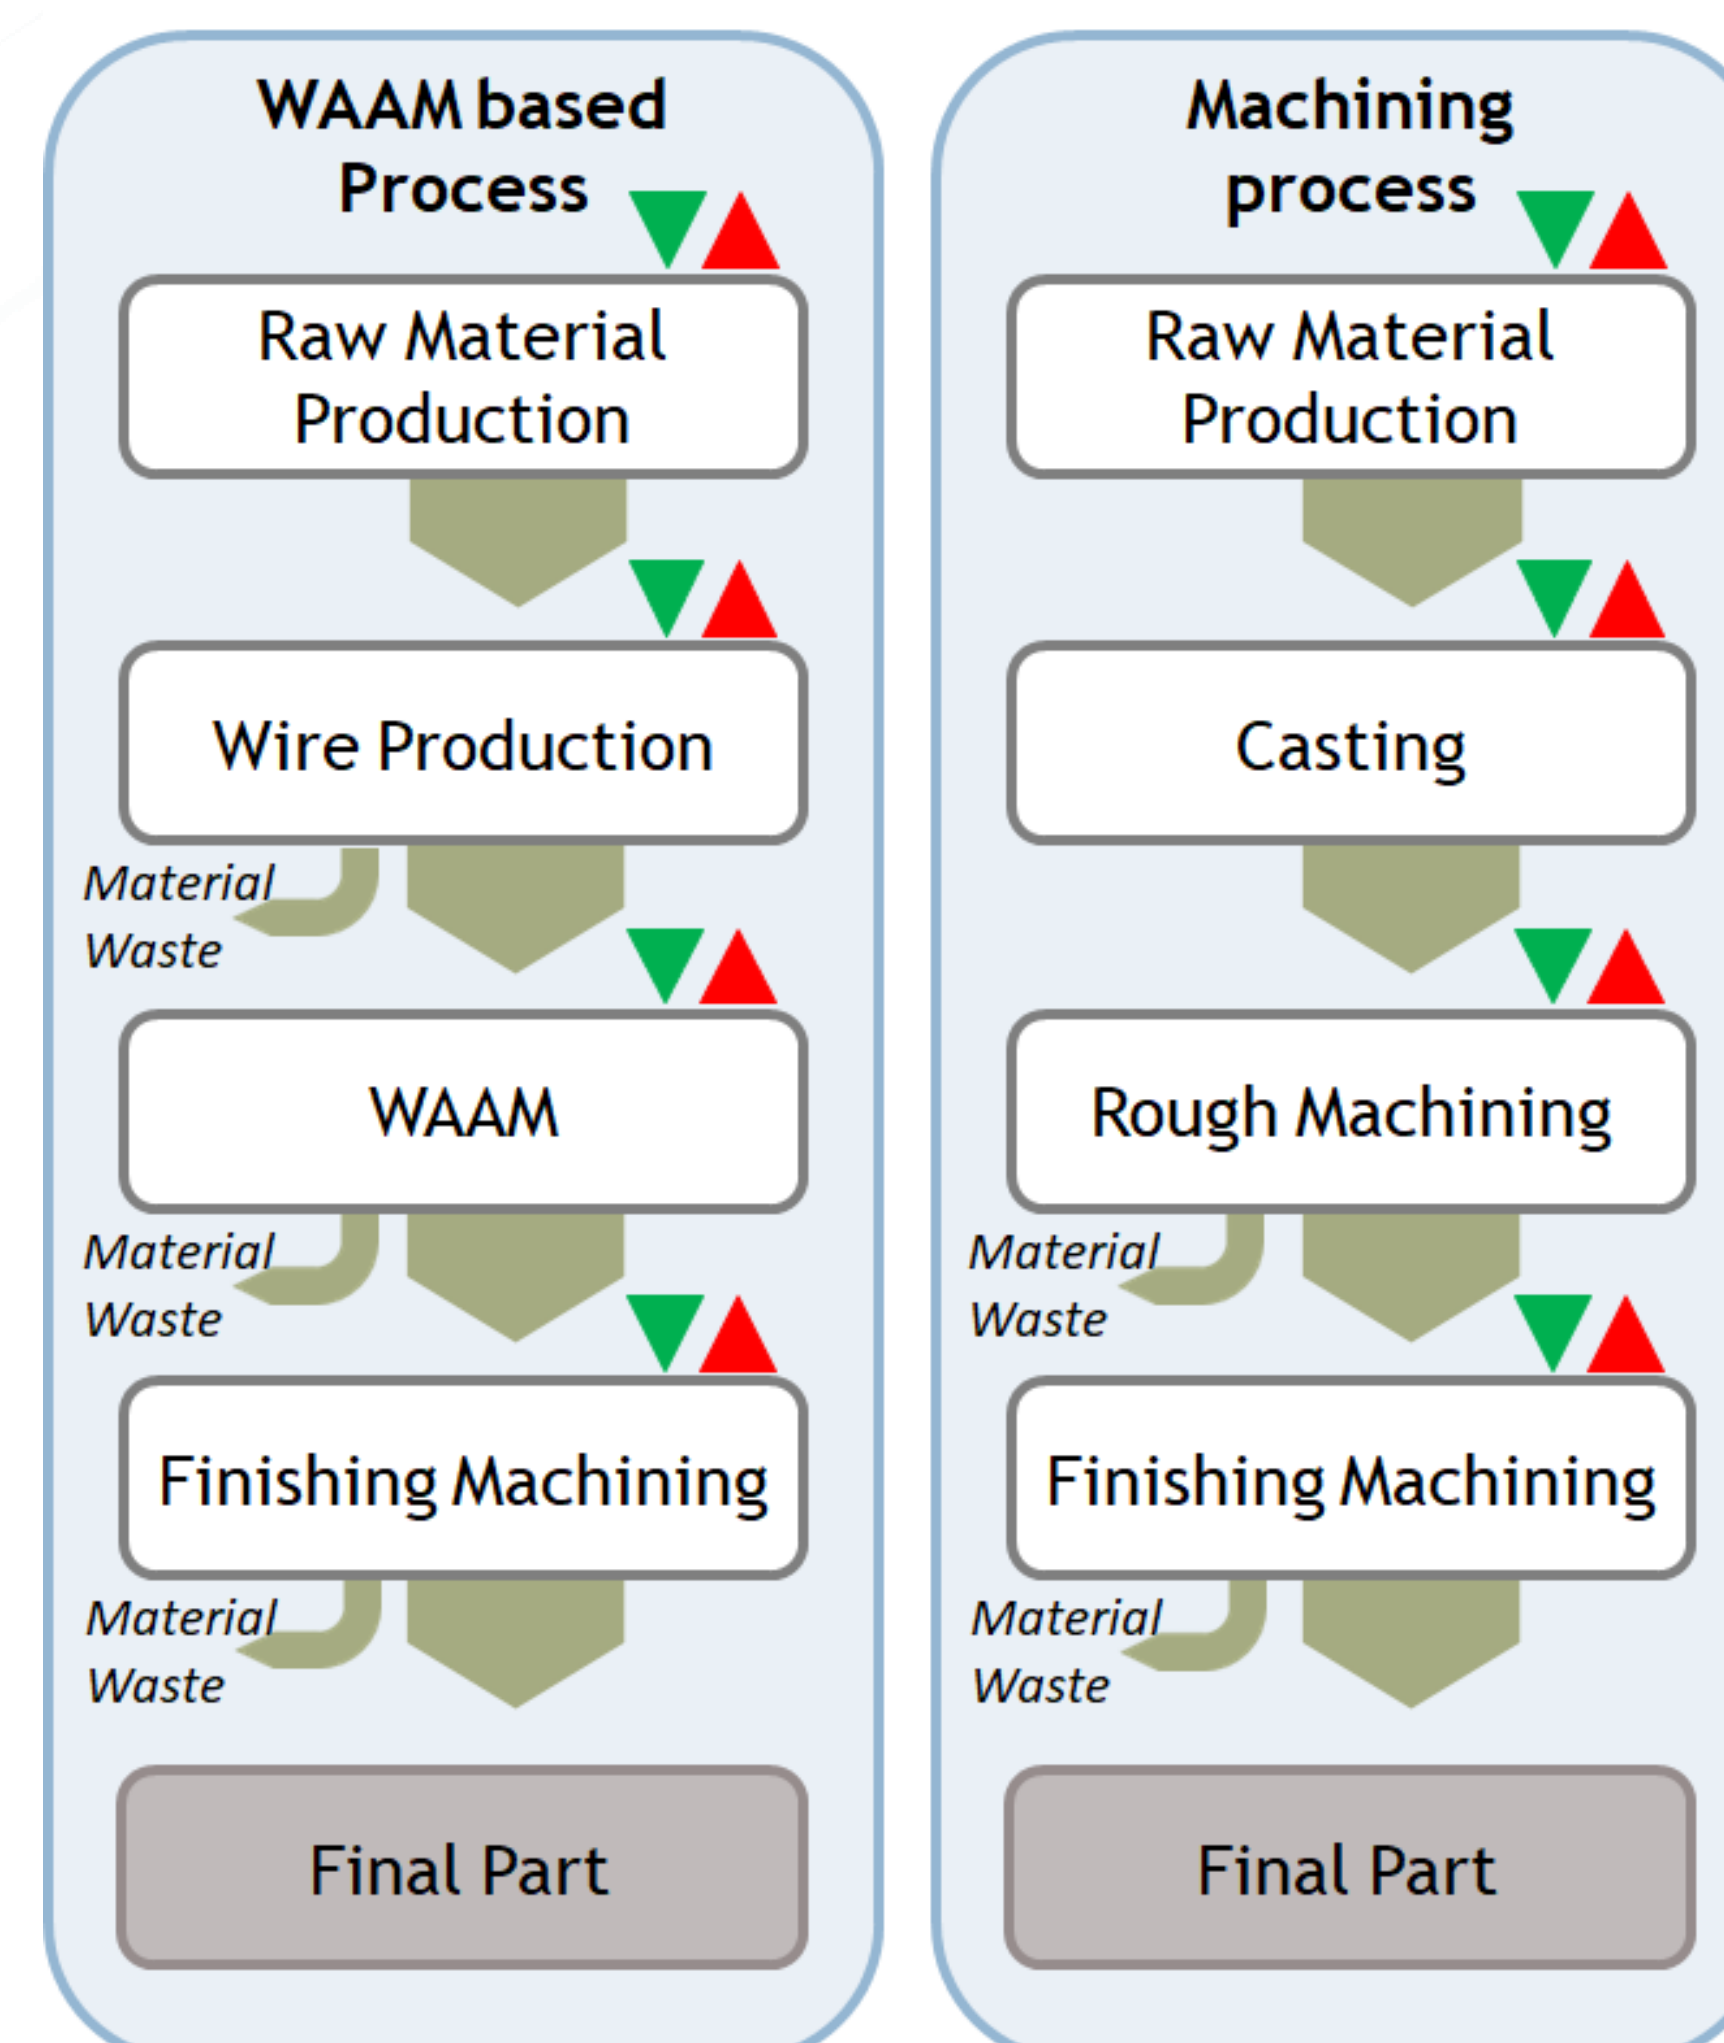 WAAM based
Process
Raw Material
Production
Wire Production
Material
Waste
WAAM
Material
Waste
Finishing Machining
Material
Waste
Final Part
Machining
process
Raw Material
Production
Casting
Rough Machining
Material
Waste
Finishing Machining
Material
Waste
Final Part